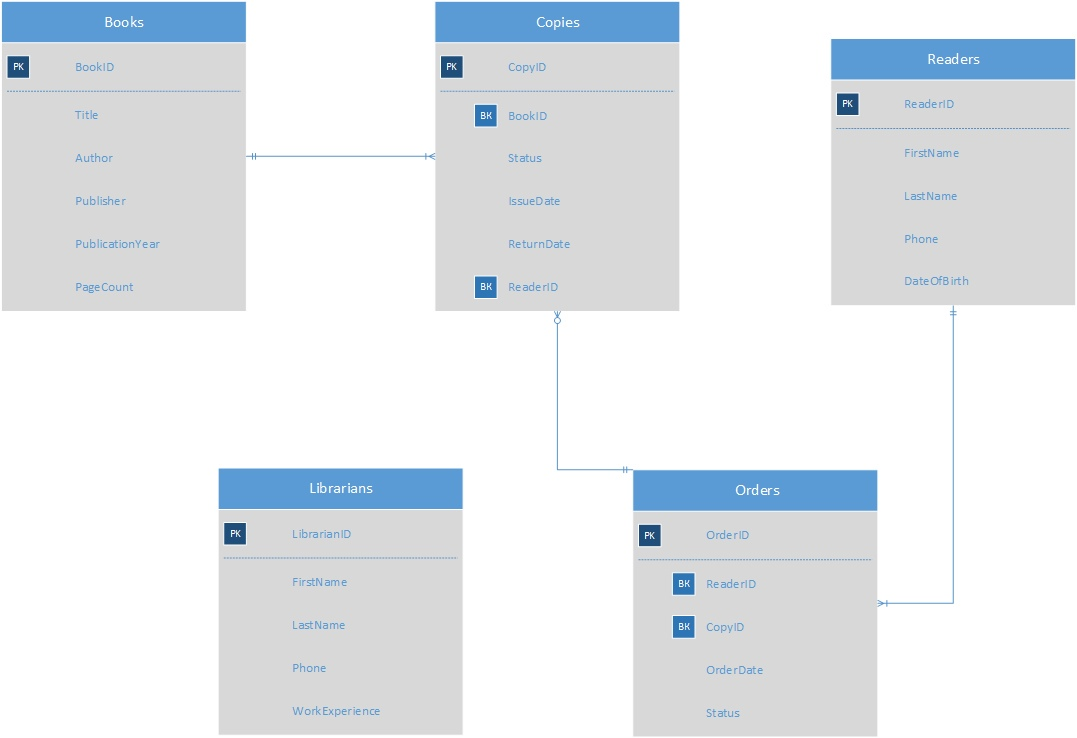 Books
PK BookID
Title
Author
Publisher
PublicationYear
PageCount
Copies
PK CopyID
BK BookID
Status
IssueDate
ReturnDate
BK ReaderID
Readers
PK ReaderID
FirstName
LastName
Phone
DateOfBirth
Librarians
PK LibrarianID
FirstName
LastName
Phone
WorkExperience
Orders
PK OrderID
BK ReaderID
BK CopyID
OrderDate
Status